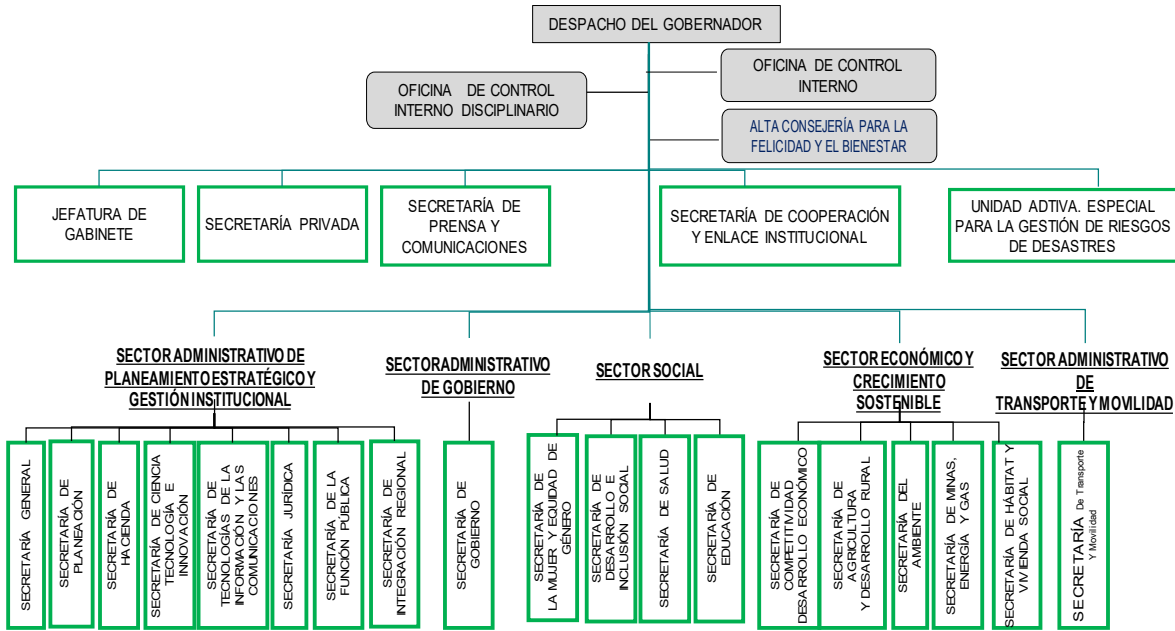 DESPACHO DEL GOBERNADOR
OFICINA DE CONTROL
INTERNO
OFICINA DE CONTROL
INTERNO DISCIPLINARIO
ALTA CONSEJERÍA PARA LA
FELICIDAD Y EL BIENESTAR
JEFATURA DE
GABINETE
SECRETARÍA PRIVADA
SECRETARÍA DE
PRENSA Y
COMUNICACIONES
SECRETARÍA DE COOPERACIÓN
Y ENLACE INSTITUCIONAL
UNIDAD ADTIVA. ESPECIAL
PARA LA GESTIÓN DE RIESGOS
DE DESASTRES
SECTOR ADMINISTRATIVO DE
PLANEAMIENTO ESTRATÉGICO Y
GESTIÓN INSTITUCIONAL
SECTOR ADMINISTRATIVO
DE GOBIERNO
SECTOR SOCIAL
SECTOR ECONÓMICO Y
CRECIMIENTO
SOSTENIBLE
SECTOR ADMINISTRATIVO
DE
TRANSPORTE Y MOVILIDAD
SECRETARÍA GENERAL
SECRETARÍA DE
PLANEACIÓN
SECRETARÍA DE
HACIENDA
SECRETARÍA DE CIENCIA
TECNOLOGÍA E
INNOVACIÓN
SECRETARÍA DE
TECNOLOGÍAS DE LA
INFORMACIÓN Y LAS
COMUNICACIONES
SECRETARÍA JURÍDICA
SECRETARÍA DE LA
FUNCIÓN PÚBLICA
SECRETARÍA DE
INTEGRACIÓN REGIONAL
SECRETARÍA DE
GOBIERNO
SECRETARÍA DE
LA MUJER Y EQUIDAD DE
GÉNERO
SECRETARÍA DE
DESARROLLO E
INCLUSIÓN SOCIAL
SECRETARÍA DE SALUD
SECRETARÍA DE
EDUCACIÓN
SECRETARÍA DE
COMPETITIVIDAD
DESARROLLO ECONÓMICO
SECRETARÍA DE
AGRICULTURA
Y DESARROLLO RURAL
SECRETARÍA DEL
AMBIENTE
SECRETARÍA DE MINAS,
ENERGÍA Y GAS
SECRETARÍA DE HÁBITAT Y
VIVIENDA SOCIAL
SECRETARÍA De Transporte
Y Movilidad